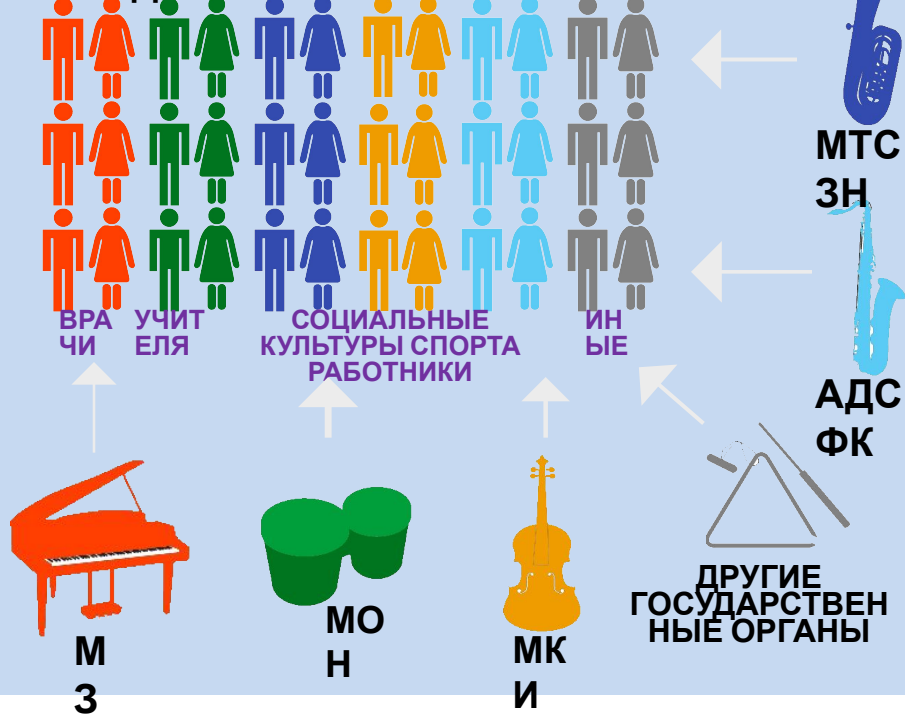 МТС
ЗН
ВРА
ЧИ
УЧИТ
ЕЛЯ
СОЦИАЛЬНЫЕ
КУЛЬТУРЫ СПОРТА
РАБОТНИКИ
ИН
ЫЕ
АДС
ФК
М
З
МО
Н
МК
И
ДРУГИЕ
ГОСУДАРСТВЕН
НЫЕ ОРГАНЫ